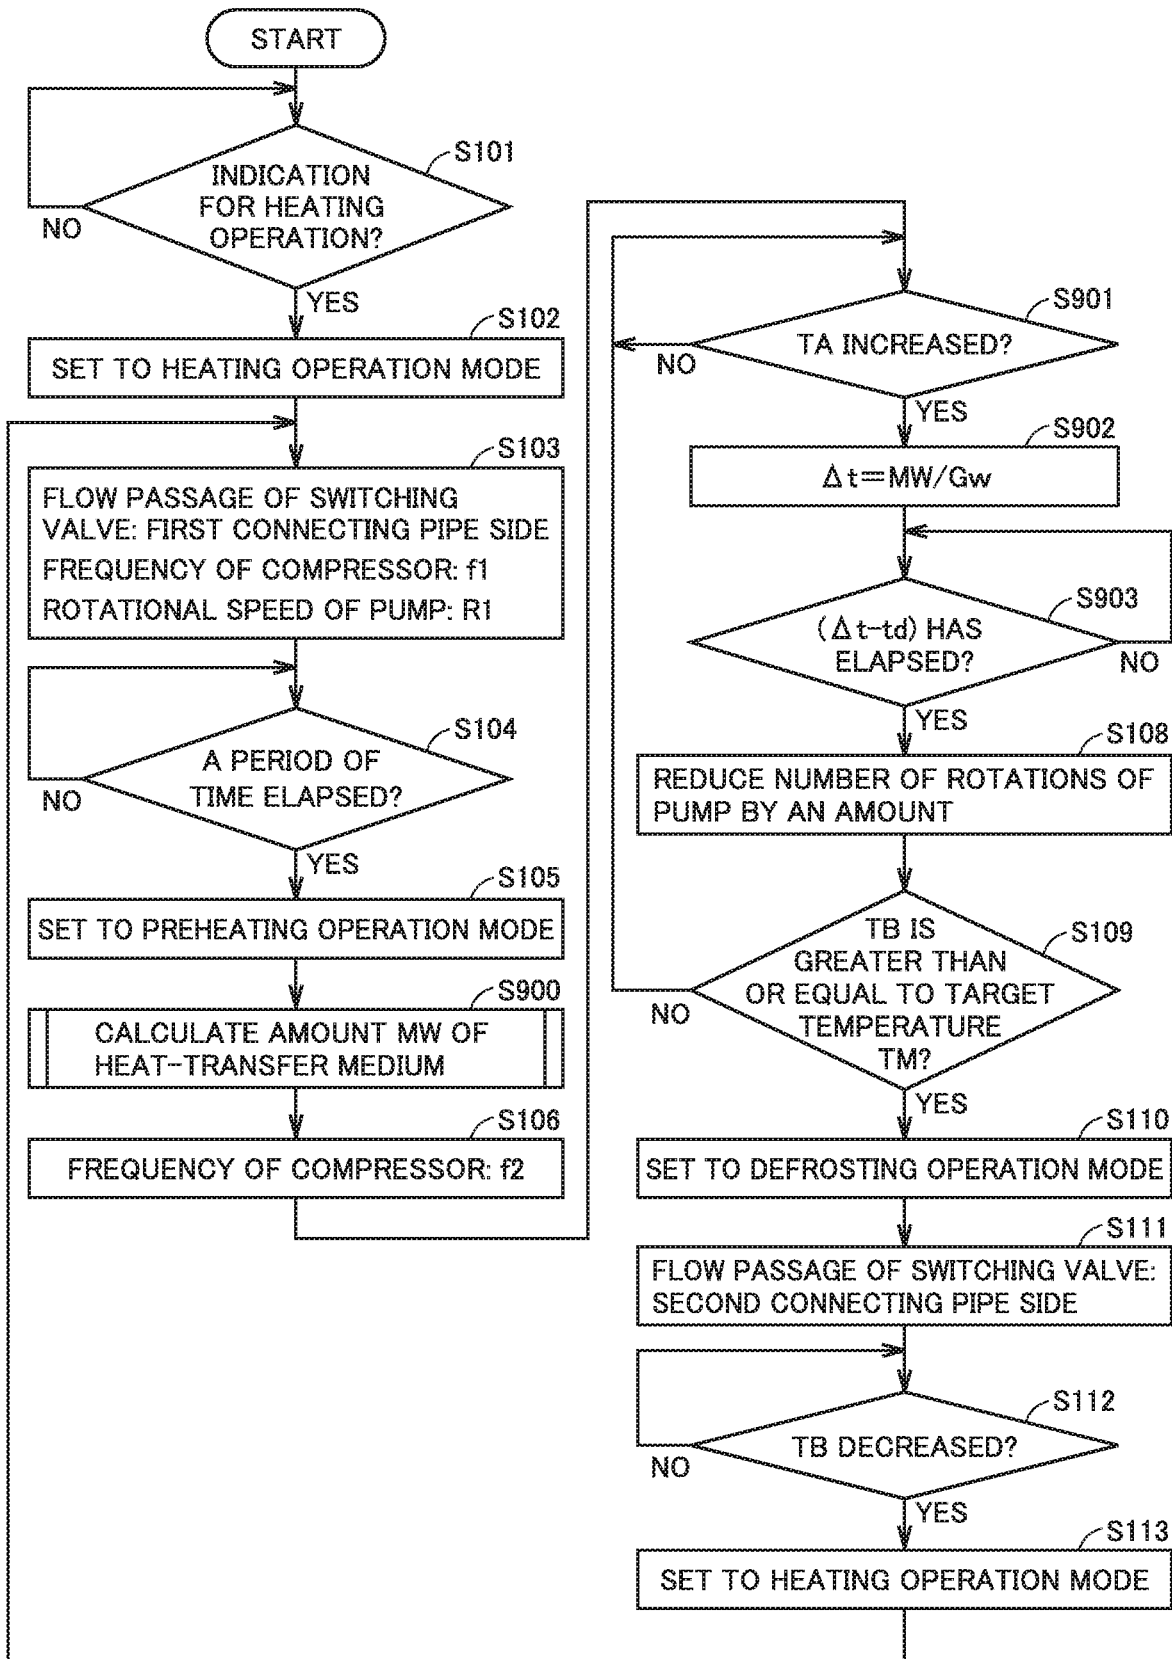 START
S101
INDICATION
FOR HEATING
OPERATION?
NO
YES
S102
SET TO HEATING OPERATION MODE
S103
FLOW PASSAGE OF SWITCHING
VALVE: FIRST CONNECTING PIPE SIDE
FREQUENCY OF COMPRESSOR: f1
ROTATIONAL SPEED OF PUMP: R1
S104
A PERIOD OF
TIME ELAPSED?
NO
YES
S105
SET TO PREHEATING OPERATION MODE
S900
CALCULATE AMOUNT MW OF
HEAT-TRANSFER MEDIUM
S106
FREQUENCY OF COMPRESSOR: f2
S901
TA INCREASED?
NO
YES
S902
Δt=MW/Gw
S903
(Δt-td) HAS
ELAPSED?
NO
YES
S108
REDUCE NUMBER OF ROTATIONS OF
PUMP BY AN AMOUNT
S109
TB IS
GREATER THAN
OR EQUAL TO TARGET
TEMPERATURE
TM?
NO
YES
S110
SET TO DEFROSTING OPERATION MODE
S111
FLOW PASSAGE OF SWITCHING VALVE:
SECOND CONNECTING PIPE SIDE
S112
TB DECREASED?
NO
YES
S113
SET TO HEATING OPERATION MODE